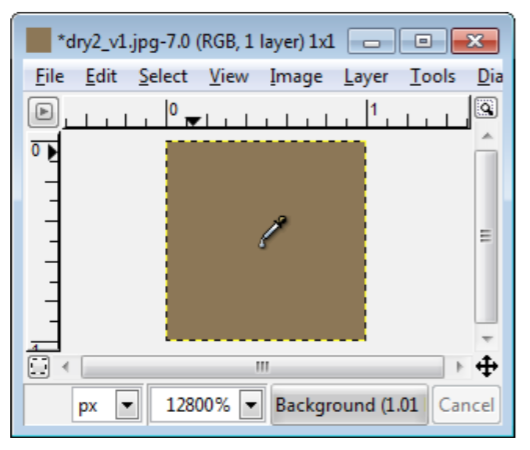 *dry2_v1.jpg-7.0 (RGB, 1 layer) 1x1
File Edit Select View Image Layer Tools Dia
0 1
0
1
px 12800% Background (1.01 Cancel